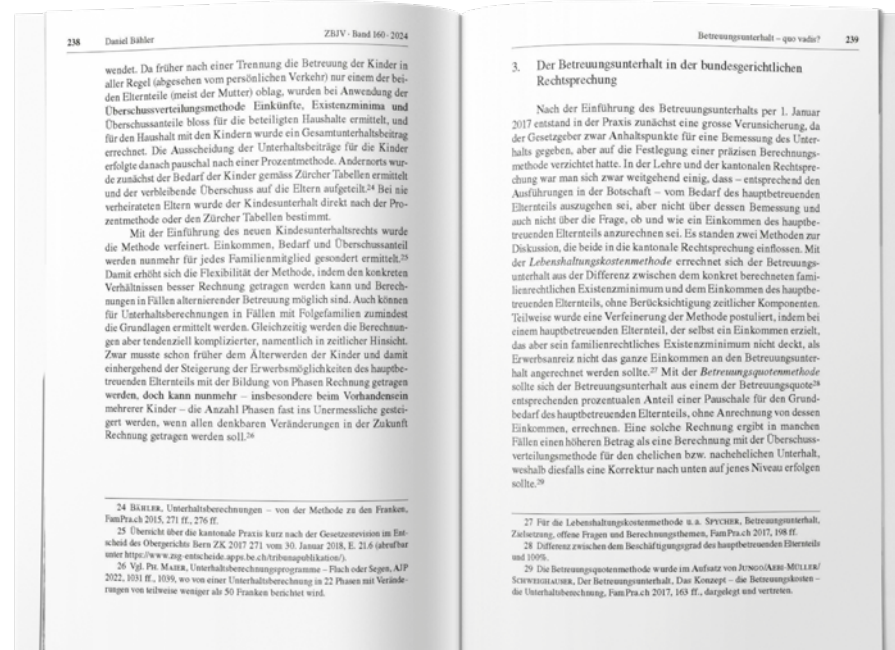 238 Daniel Bähler ZBJV · Band 160 · 2024
wendet. Da früher nach einer Trennung die Betreuung der Kinder in
aller Regel (abgesehen vom persönlichen Verkehr) nur einem der bei-
den Elternteile (meist der Mutter) oblag, wurden bei Anwendung der
Überschussverteilungsmethode Einkünfte, Existenzminima und
Überschussanteile bloss für die beteiligten Haushalte ermittelt, und
für den Haushalt mit den Kindern wurde ein Gesamtunterhaltsbeitrag
errechnet. Die Ausscheidung der Unterhaltsbeiträge für die Kinder
erfolgte danach pauschal nach einer Prozentmethode. Andernorts wur-
de zunächst der Bedarf der Kinder gemäss Zürcher Tabellen ermittelt
und der verbleibende Überschuss auf die Eltern aufgeteilt.24 Bei nie
verheirateten Eltern wurde der Kindesunterhalt direkt nach der Pro-
zentmethode oder den Zürcher Tabellen bestimmt.
Mit der Einführung des neuen Kindesunterhaltsrechts wurde
die Methode verfeinert. Einkommen, Bedarf und Überschussanteil
werden nunmehr für jedes Familienmitglied gesondert ermittelt.25
Damit erhöht sich die Flexibilität der Methode, indem den konkreten
Verhältnissen besser Rechnung getragen werden kann und Berech-
nungen in Fällen alternierender Betreuung möglich sind. Auch können
für Unterhaltsberechnungen in Fällen mit Folgefamilien zumindest
die Grundlagen ermittelt werden. Gleichzeitig werden die Berechnun-
gen aber tendenziell komplizierter, namentlich in zeitlicher Hinsicht.
Zwar musste schon früher dem Älterwerden der Kinder und damit
einhergehend der Steigerung der Erwerbsmöglichkeiten des hauptbe-
treuenden Elternteils mit der Bildung von Phasen Rechnung getragen
werden, doch kann nunmehr – insbesondere beim Vorhandensein
mehrerer Kinder – die Anzahl Phasen fast ins Unermessliche gestei-
gert werden, wenn allen denkbaren Veränderungen in der Zukunft
Rechnung getragen werden soll.26
24 BÄHLER, Unterhaltsberechnungen – von der Methode zu den Franken,
FamPra.ch 2015, 271 ff., 276 ff.
25 Übersicht über die kantonale Praxis kurz nach der Gesetzesrevision im Ent-
scheid des Obergerichts Bern ZK 2017 271 vom 30. Januar 2018, E. 21.6 (abrufbar
unter https://www.zsg-entscheide.apps.be.ch/tribunapublikation/).
26 Vgl. PH. MAIER, Unterhaltsberechnungsprogramme – Fluch oder Segen, AJP
2022, 1031 ff., 1039, wo von einer Unterhaltsberechnung in 22 Phasen mit Verände-
rungen von teilweise weniger als 50 Franken berichtet wird.
Betreuungsunterhalt – quo vadis? 239
3. Der Betreuungsunterhalt in der bundesgerichtlichen
Rechtsprechung
Nach der Einführung des Betreuungsunterhalts per 1. Januar
2017 entstand in der Praxis zunächst eine grosse Verunsicherung, da
der Gesetzgeber zwar Anhaltspunkte für eine Bemessung des Unter-
halts gegeben, aber auf die Festlegung einer präzisen Berechnungs-
methode verzichtet hatte. In der Lehre und der kantonalen Rechtspre-
chung war man sich zwar weitgehend einig, dass – entsprechend den
Ausführungen in der Botschaft – vom Bedarf des hauptbetreuenden
Elternteils auszugehen sei, aber nicht über dessen Bemessung und
auch nicht über die Frage, ob und wie ein Einkommen des hauptbe-
treuenden Elternteils anzurechnen sei. Es standen zwei Methoden zur
Diskussion, die beide in die kantonale Rechtsprechung einflossen. Mit
der Lebenshaltungskostenmethode errechnet sich der Betreuungs-
unterhalt aus der Differenz zwischen dem konkret berechneten fami-
lienrechtlichen Existenzminimum und dem Einkommen des hauptbe-
treuenden Elternteils, ohne Berücksichtigung zeitlicher Komponenten.
Teilweise wurde eine Verfeinerung der Methode postuliert, indem bei
einem hauptbetreuenden Elternteil, der selbst ein Einkommen erzielt,
das aber sein familienrechtliches Existenzminimum nicht deckt, als
Erwerbsanreiz nicht das ganze Einkommen an den Betreuungsunter-
halt angerechnet werden sollte.27 Mit der Betreuungsquotenmethode
sollte sich der Betreuungsunterhalt aus einem der Betreuungsquote28
entsprechenden prozentualen Anteil einer Pauschale für den Grund-
bedarf des hauptbetreuenden Elternteils, ohne Anrechnung von dessen
Einkommen, errechnen. Eine solche Rechnung ergibt in manchen
Fällen einen höheren Betrag als eine Berechnung mit der Überschuss-
verteilungsmethode für den ehelichen bzw. nachehelichen Unterhalt,
weshalb diesfalls eine Korrektur nach unten auf jenes Niveau erfolgen
sollte.29
27 Für die Lebenshaltungskostenmethode u.a. SPYCHER, Betreuungsunterhalt,
Zielsetzung, offene Fragen und Berechnungsthemen, FamPra.ch 2017, 198 ff.
28 Differenz zwischen dem Beschäftigungsgrad des hauptbetreuenden Elternteils
und 100%.
29 Die Betreuungsquotenmethode wurde im Aufsatz von JUNGO/AEBI-MÜLLER/
SCHWEIGHAUSER, Der Betreuungsunterhalt, Das Konzept – die Betreuungskosten –
die Unterhaltsberechnung, FamPra.ch 2017, 163 ff., dargelegt und vertreten.